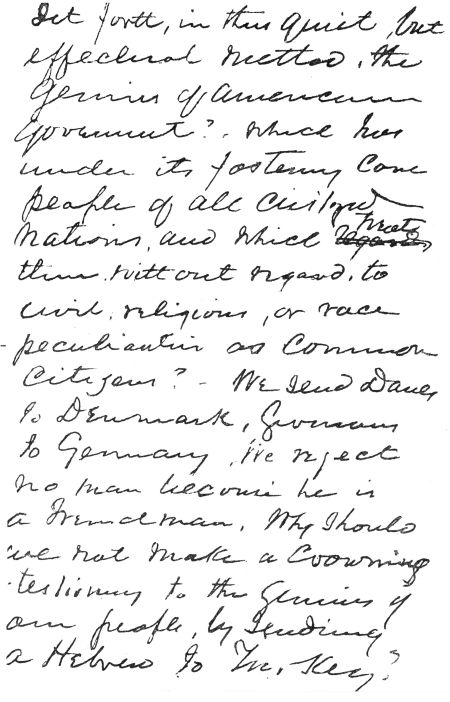 Set forth, in this quiet, but
effectual method, the
Genius of American
Government? - which has
under its fostering care
people of all civilized
Nations, and which treats
them without regard, to
civil, religious, or race
peculiarities as common
Citizens? - We send Danes
to Denmark, Germans
to Germany, We reject
no man because he is
a Frenchman, Why should
we not make a crowning
testimony to the Genius of
our people, by sending
a Hebrew to